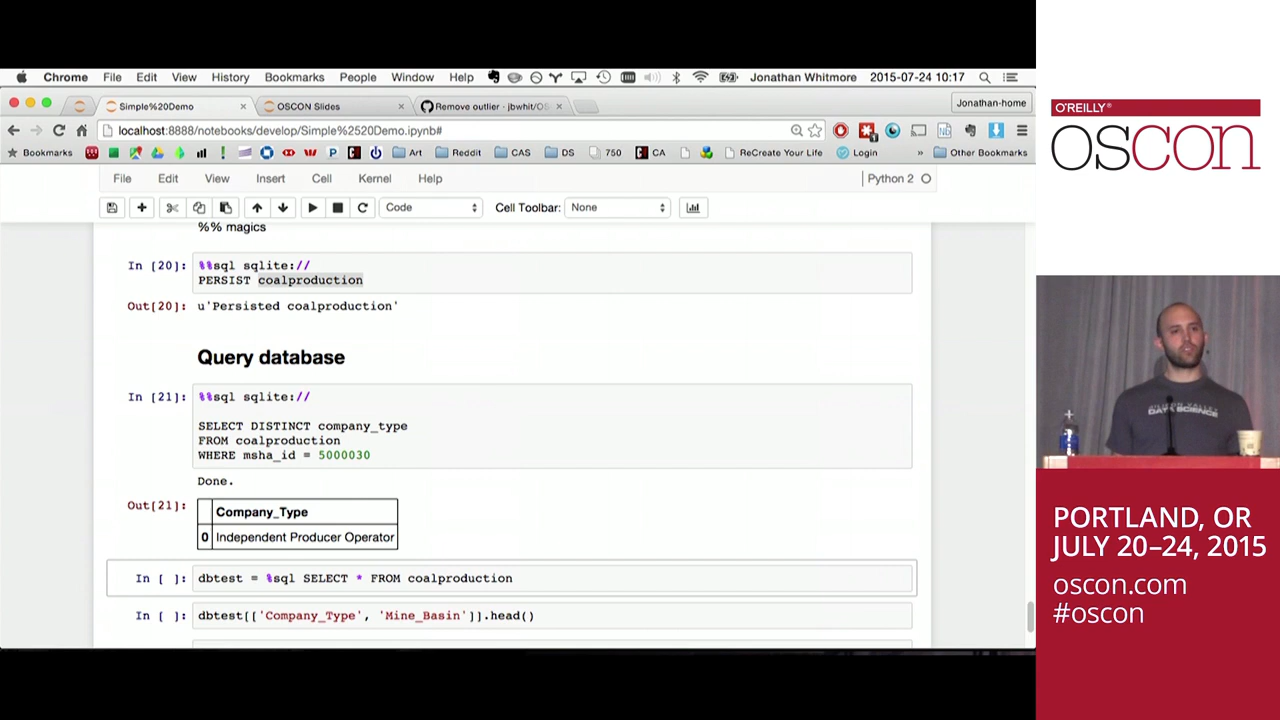 Chrome File Edit View History Bookmarks People Window Help Jonathan Whitmore 2015-07-24 10:17
Simple%20Demo × OSCON Slides × Remove outlier · jbwhit/OS × Jonathan-home
localhost:8888/notebooks/develop/Simple%2520Demo.ipynb#
Bookmarks Art Reddit CAS DS 750 CA ReCreate Your Life Login » Other Bookmarks
File Edit View Insert Cell Kernel Help Python 2
Code Cell Toolbar: None
%% magics
In [20]: %%sql sqlite://
PERSIST coalproduction
Out[20]: u'Persisted coalproduction'
Query database
In [21]: %%sql sqlite://
SELECT DISTINCT company_type
FROM coalproduction
WHERE msha_id = 5000030
Done.
Out[21]:
Company_Type
0 Independent Producer Operator
In [ ]: dbtest = %sql SELECT * FROM coalproduction
In [ ]: dbtest[['Company_Type', 'Mine_Basin']].head()
O'REILLY®
OSCON
SILICON VALLEY
DATA SCIENCE
PORTLAND, OR
JULY 20–24, 2015
oscon.com
#oscon